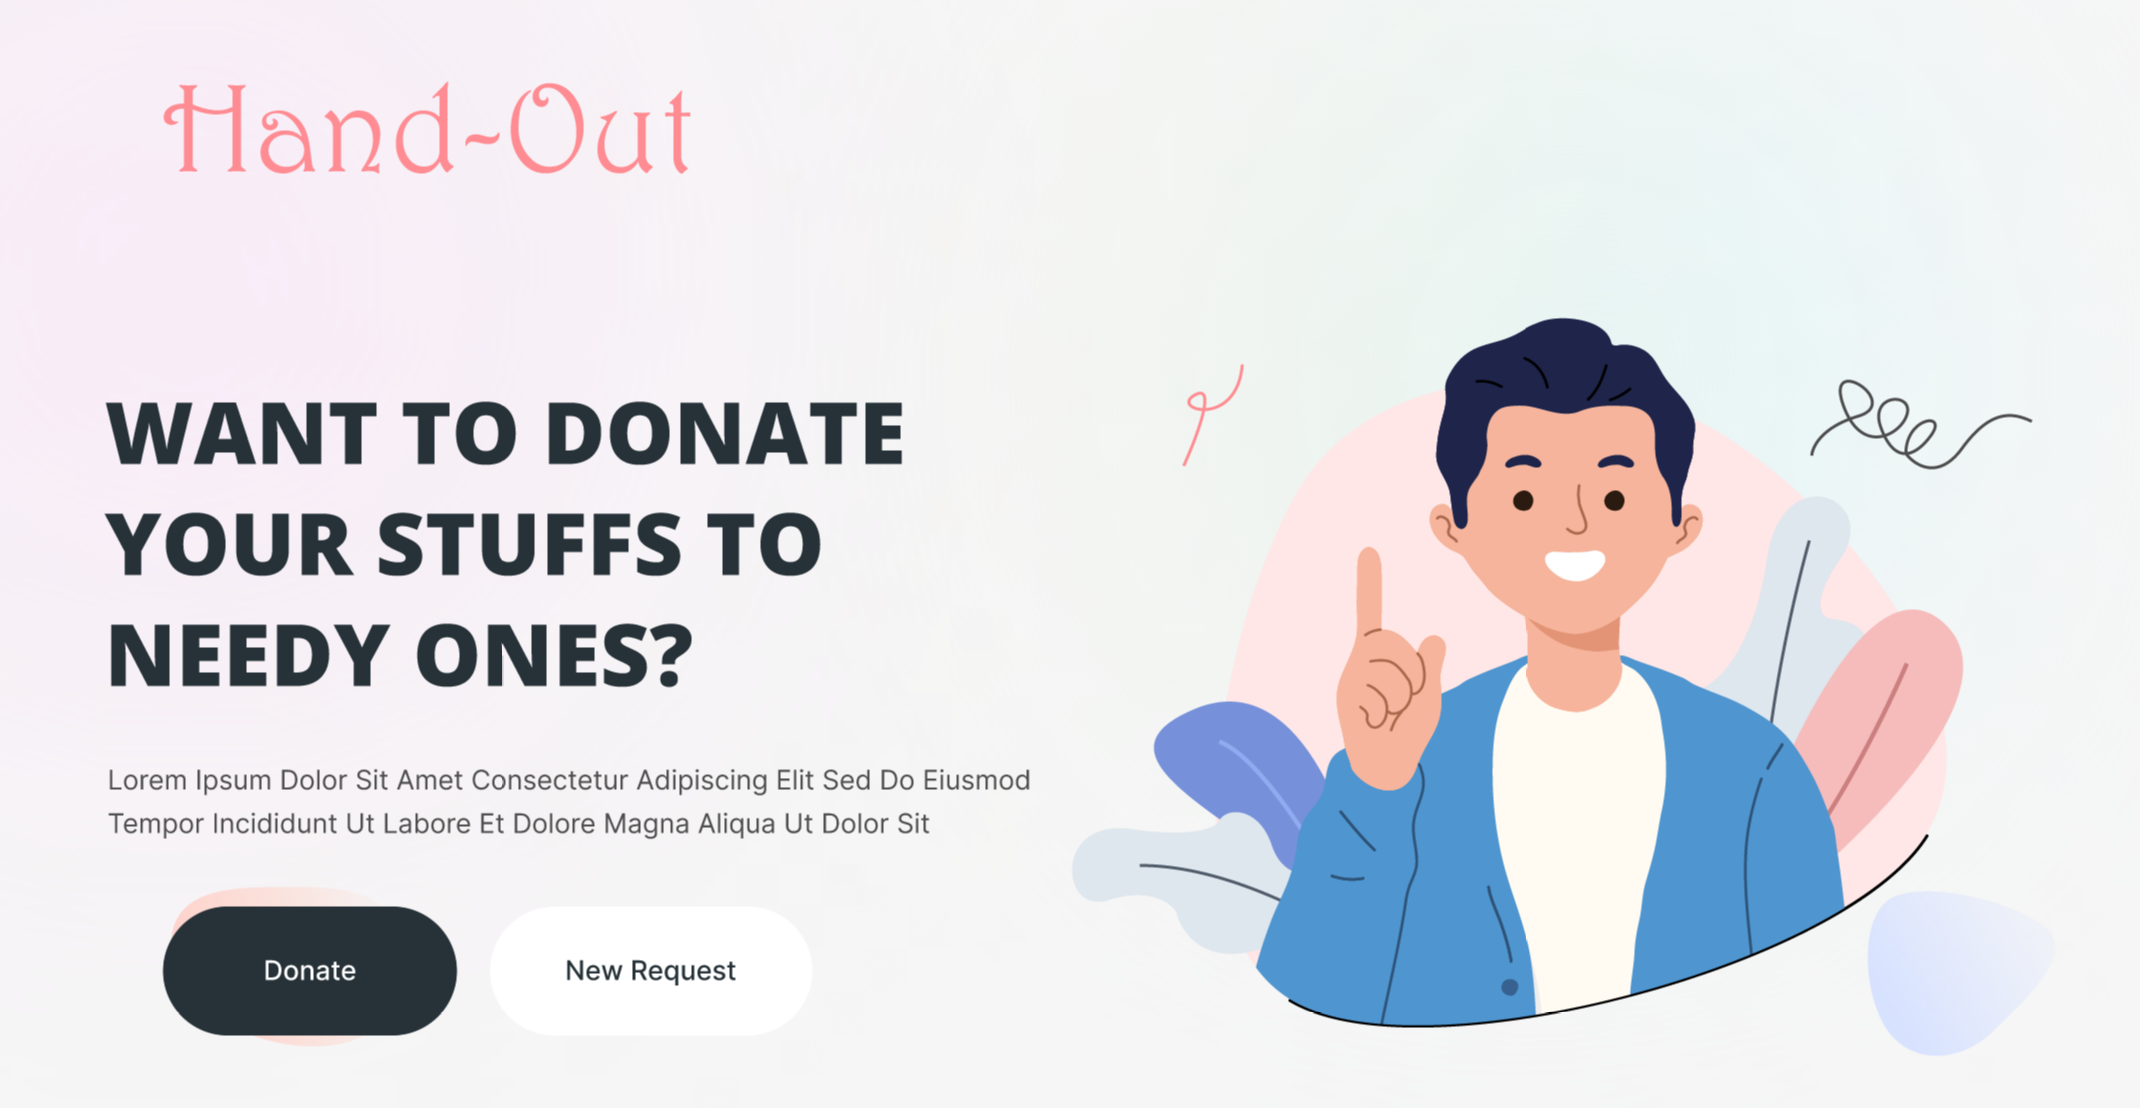 Hand-Out
WANT TO DONATE
YOUR STUFFS TO
NEEDY ONES?
Lorem Ipsum Dolor Sit Amet Consectetur Adipiscing Elit Sed Do Eiusmod
Tempor Incididunt Ut Labore Et Dolore Magna Aliqua Ut Dolor Sit
Donate
New Request